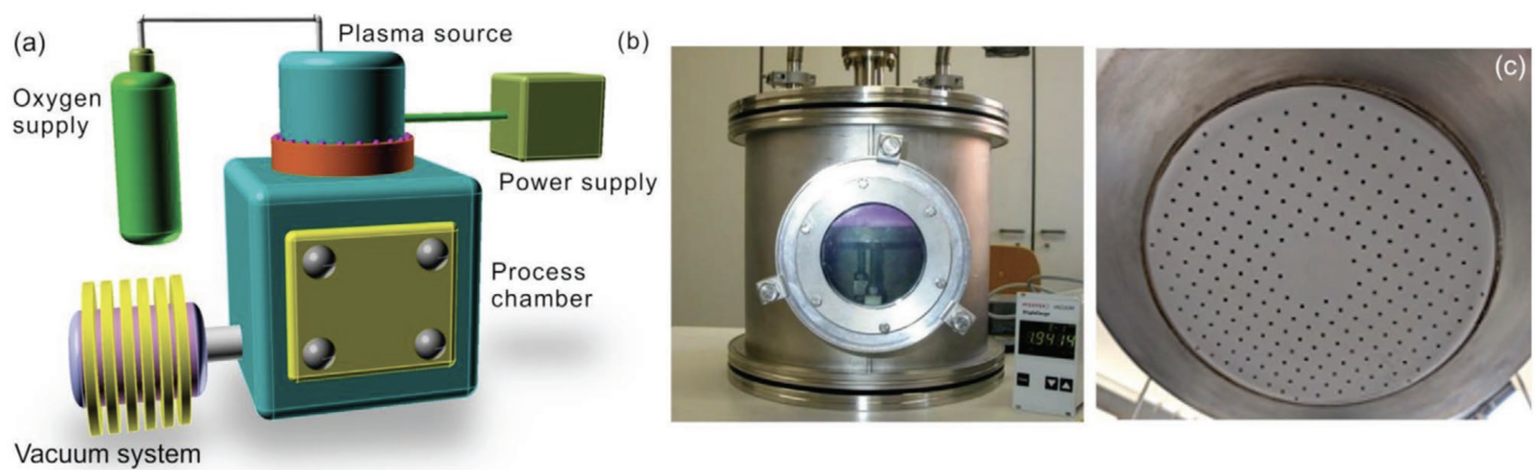 (a)
Plasma source
(b)
(c)
Oxygen
supply
Power supply
Process
chamber
Vacuum system